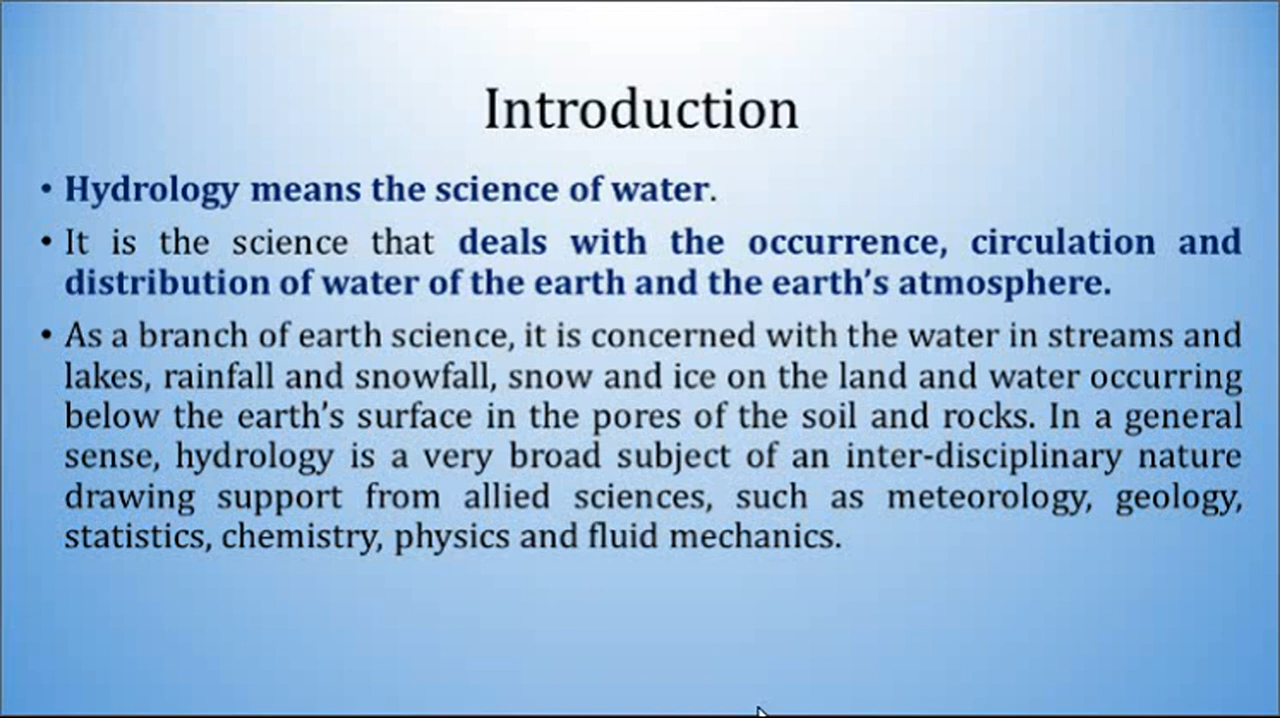 Introduction
• Hydrology means the science of water.
• It is the science that deals with the occurrence, circulation and
distribution of water of the earth and the earth’s atmosphere.
• As a branch of earth science, it is concerned with the water in streams and
lakes, rainfall and snowfall, snow and ice on the land and water occurring
below the earth’s surface in the pores of the soil and rocks. In a general
sense, hydrology is a very broad subject of an inter-disciplinary nature
drawing support from allied sciences, such as meteorology, geology,
statistics, chemistry, physics and fluid mechanics.